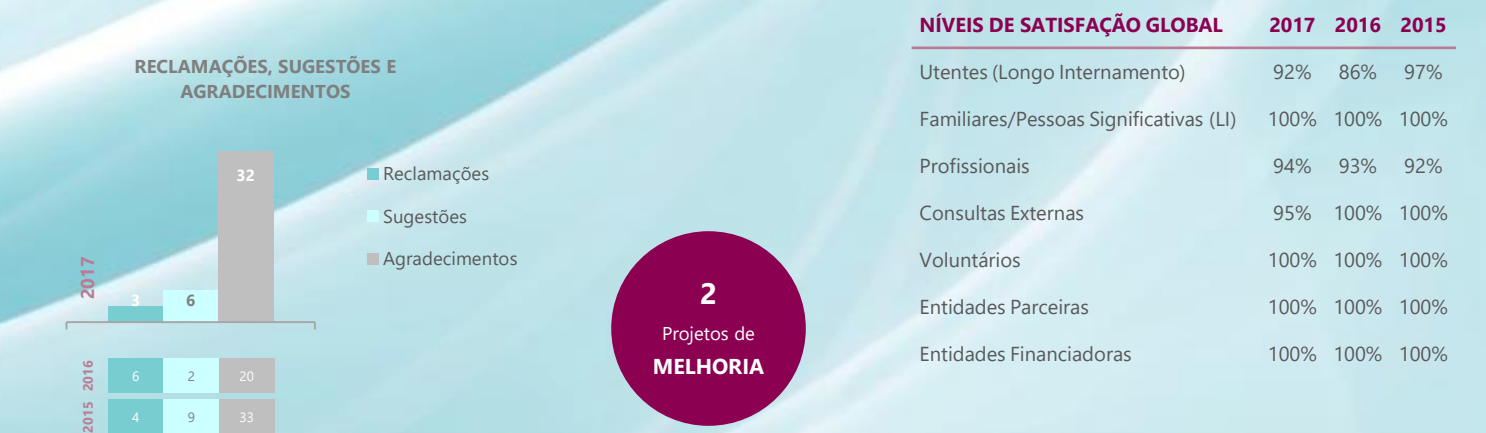 RECLAMAÇÕES, SUGESTÕES E
AGRADECIMENTOS
2017
3
6
32
Reclamações
Sugestões
Agradecimentos
2016
6 2 20
2015
4 9 33
2
Projetos de
MELHORIA
NÍVEIS DE SATISFAÇÃO GLOBAL 2017 2016 2015
Utentes (Longo Internamento) 92% 86% 97%
Familiares/Pessoas Significativas (LI) 100% 100% 100%
Profissionais 94% 93% 92%
Consultas Externas 95% 100% 100%
Voluntários 100% 100% 100%
Entidades Parceiras 100% 100% 100%
Entidades Financiadoras 100% 100% 100%